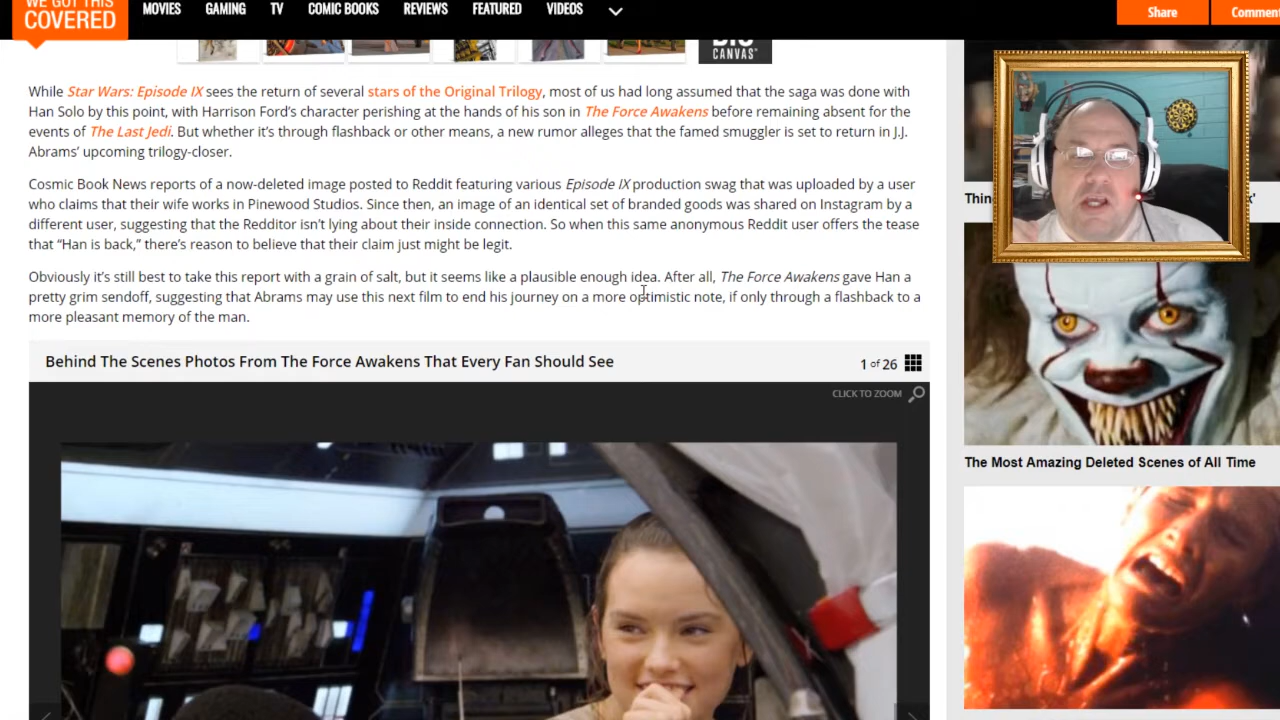 WE GOT THIS
COVERED
MOVIES
GAMING
TV
COMIC BOOKS
REVIEWS
FEATURED
VIDEOS
Share
Comment
CANVAS
While Star Wars: Episode IX sees the return of several stars of the Original Trilogy, most of us had long assumed that the saga was done with
Han Solo by this point, with Harrison Ford's character perishing at the hands of his son in The Force Awakens before remaining absent for the
events of The Last Jedi. But whether it's through flashback or other means, a new rumor alleges that the famed smuggler is set to return in J.J.
Abrams' upcoming trilogy-closer.
Cosmic Book News reports of a now-deleted image posted to Reddit featuring various Episode IX production swag that was uploaded by a user
who claims that their wife works in Pinewood Studios. Since then, an image of an identical set of branded goods was shared on Instagram by a
different user, suggesting that the Redditor isn't lying about their inside connection. So when this same anonymous Reddit user offers the tease
that “Han is back,” there's reason to believe that their claim just might be legit.
Obviously it's still best to take this report with a grain of salt, but it seems like a plausible enough idea. After all, The Force Awakens gave Han a
pretty grim sendoff, suggesting that Abrams may use this next film to end his journey on a more optimistic note, if only through a flashback to a
more pleasant memory of the man.
Behind The Scenes Photos From The Force Awakens That Every Fan Should See
1 of 26
CLICK TO ZOOM
Thin
The Most Amazing Deleted Scenes of All Time